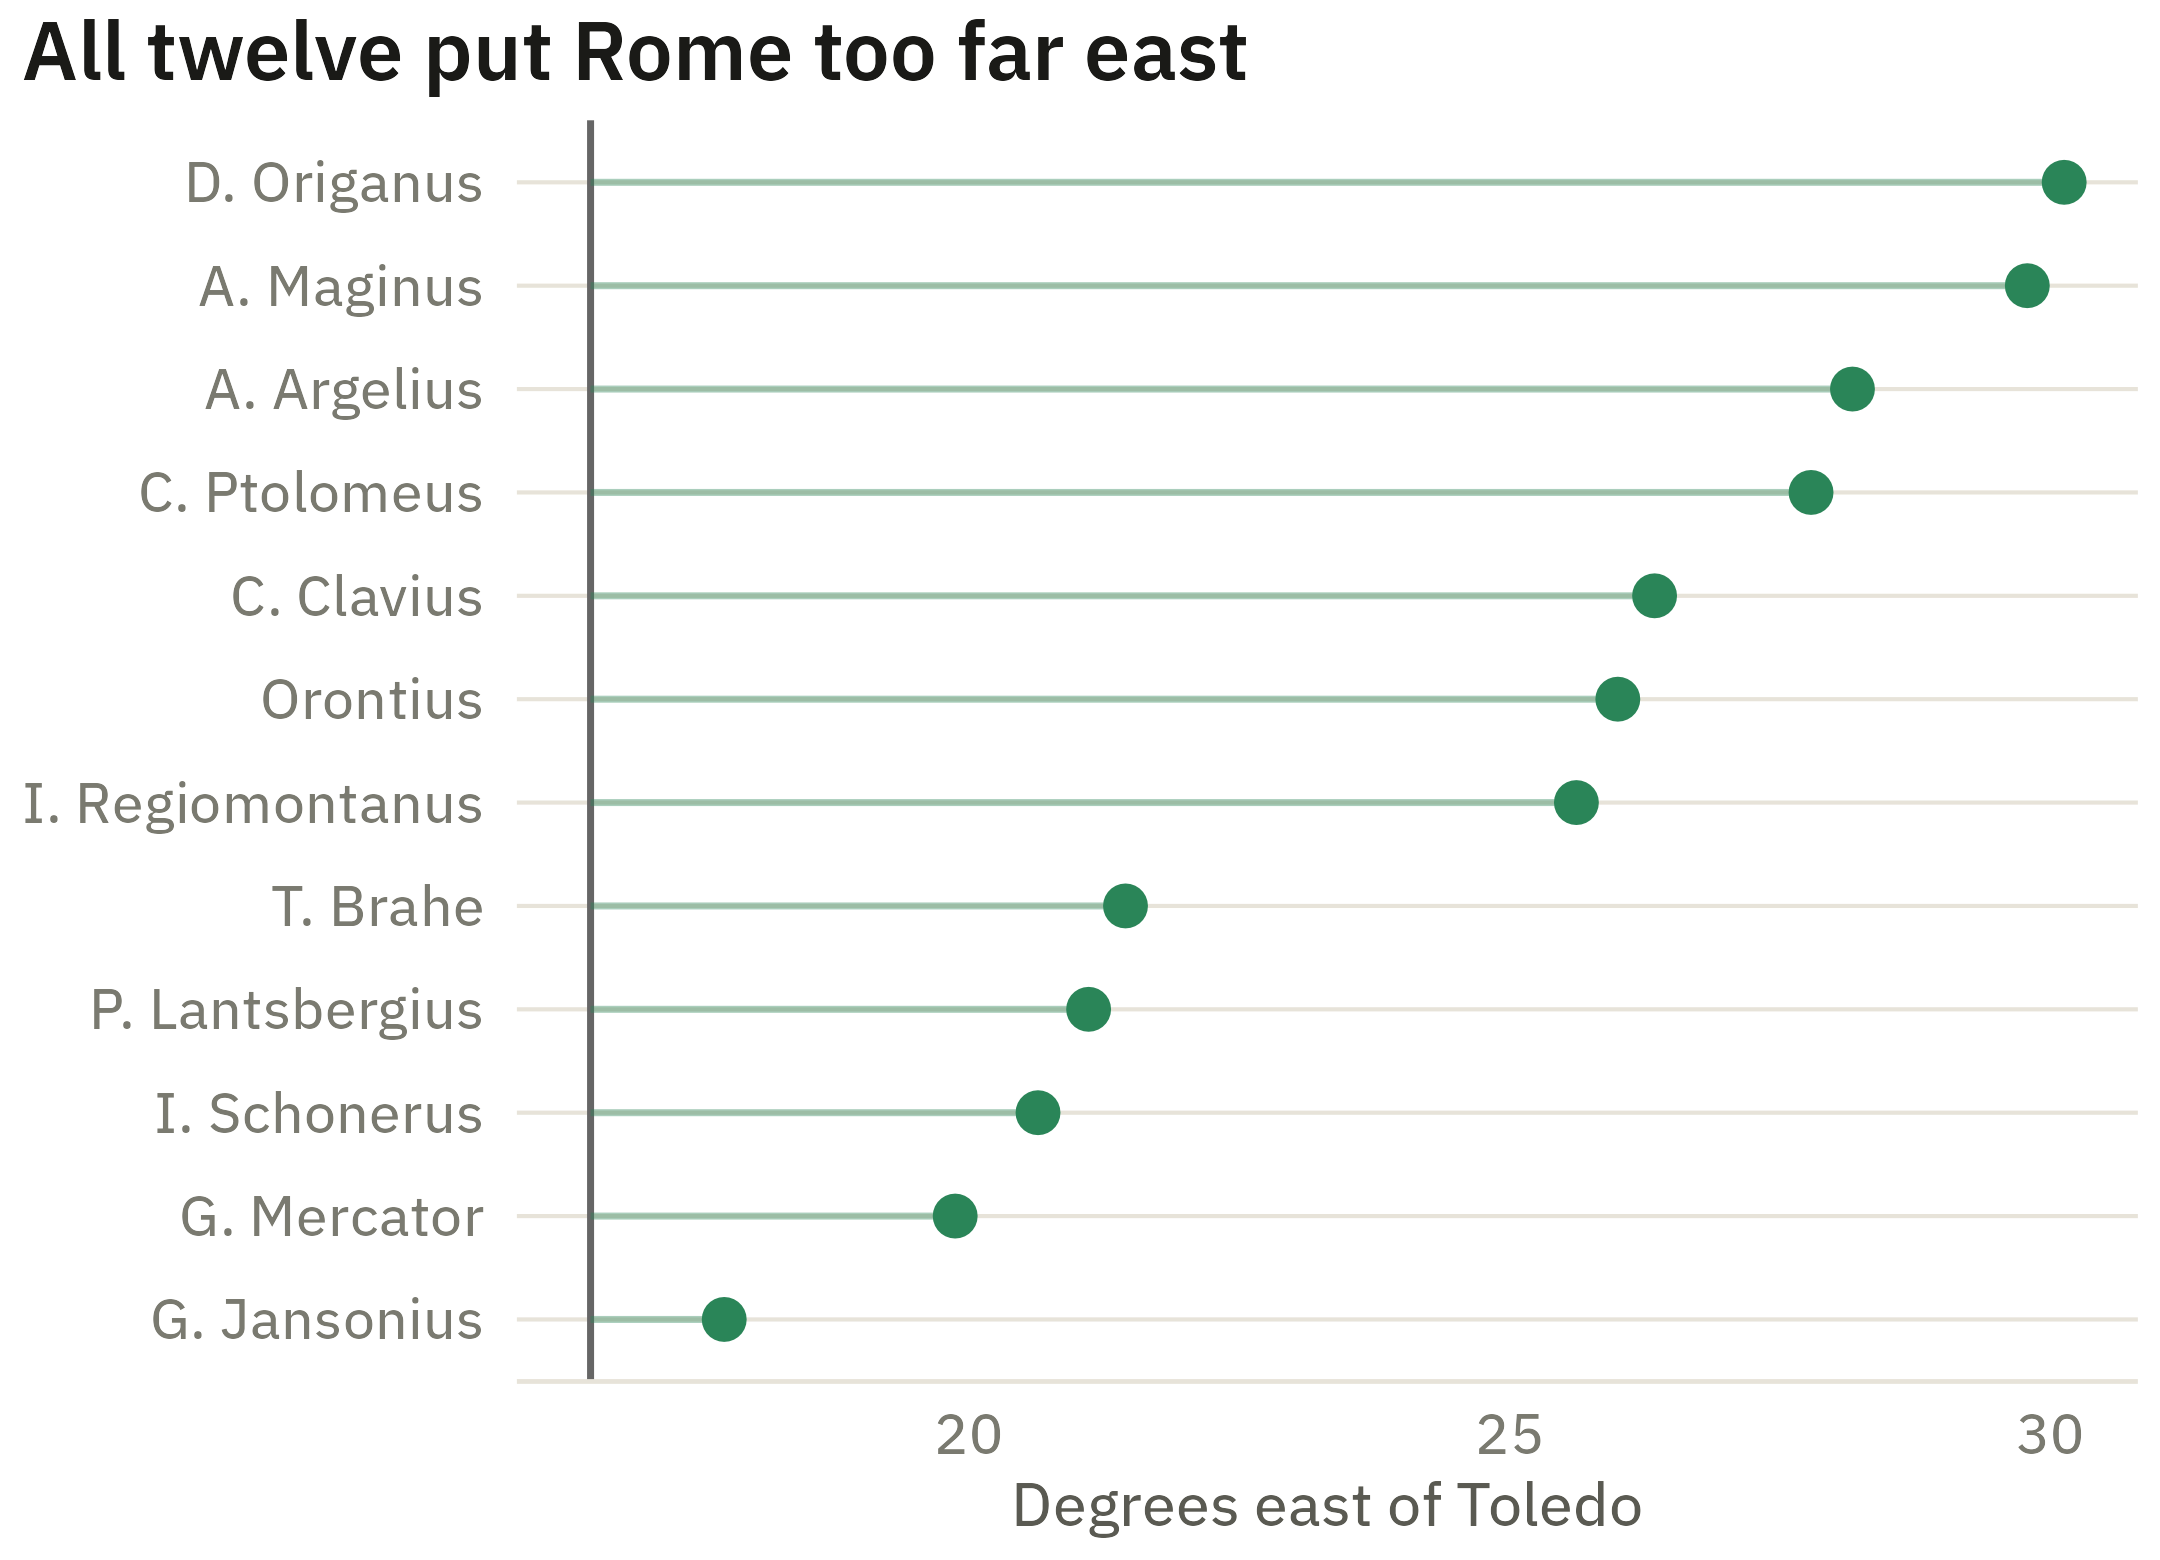 All twelve put Rome too far east
D. Origanus
A. Maginus
A. Argelius
C. Ptolomeus
C. Clavius
Orontius
I. Regiomontanus
T. Brahe
P. Lantsbergius
I. Schonerus
G. Mercator
G. Jansonius
20 25 30
Degrees east of Toledo